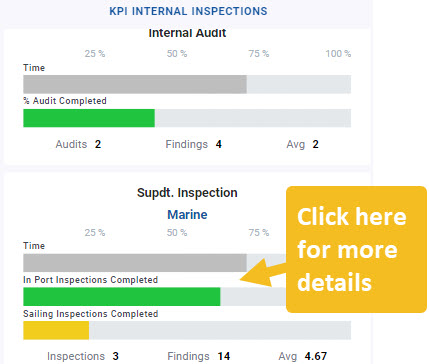 KPI INTERNAL INSPECTIONS
Internal Audit
25 % 50 % 75 % 100 %
Time
% Audit Completed
Audits 2 Findings 4 Avg 2
Supdt. Inspection
Marine
25 % 50 % 75 %
Time
In Port Inspections Completed
Sailing Inspections Completed
Inspections 3 Findings 14 Avg 4.67
Click here
for more
details